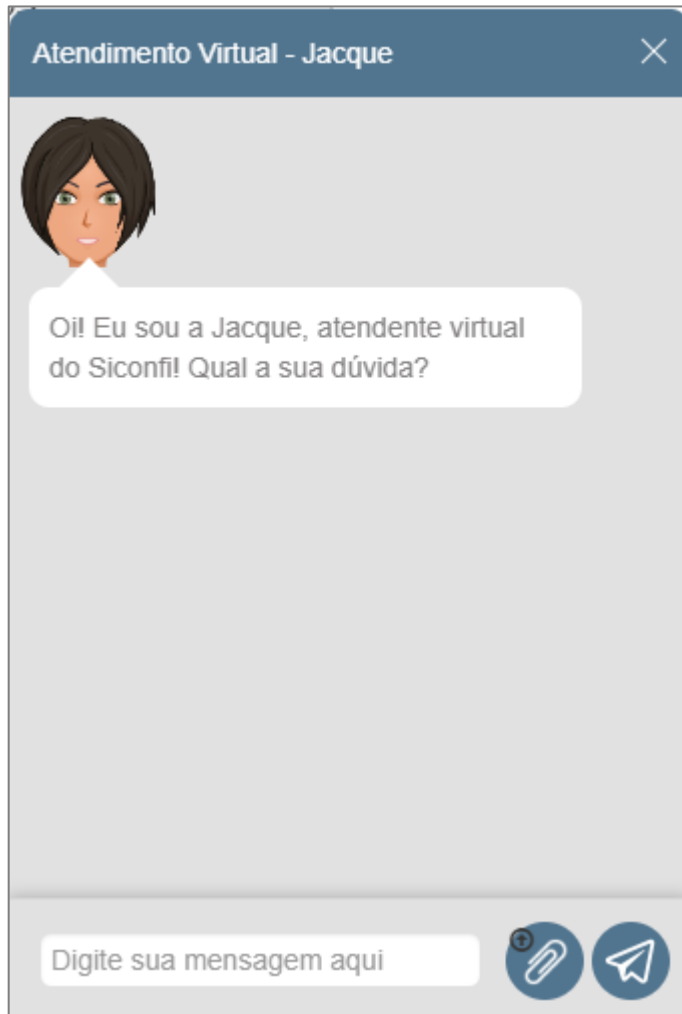 Atendimento Virtual - Jacque
Oi! Eu sou a Jacque, atendente virtual
do Siconfi! Qual a sua dúvida?
Digite sua mensagem aqui